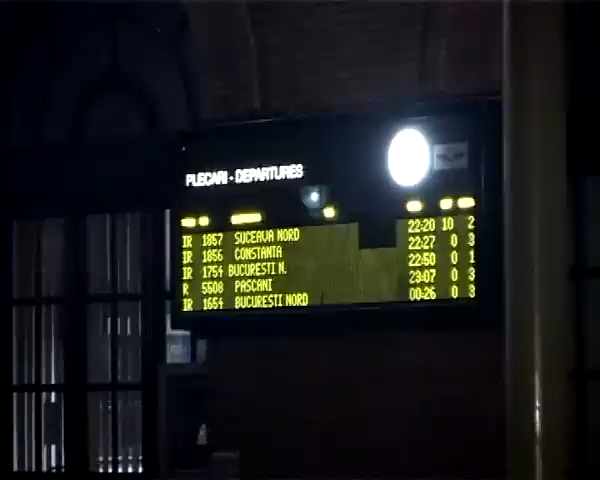 PLECARI - DEPARTURES
IR 1857 SUCEAVA NORD 22:20 10 2
IR 1856 CONSTANTA 22:27 0 3
IR 1754 BUCURESTI N. 22:50 0 1
R 5508 PASCANI 23:07 0 3
IR 1654 BUCURESTI NORD 00:26 0 3